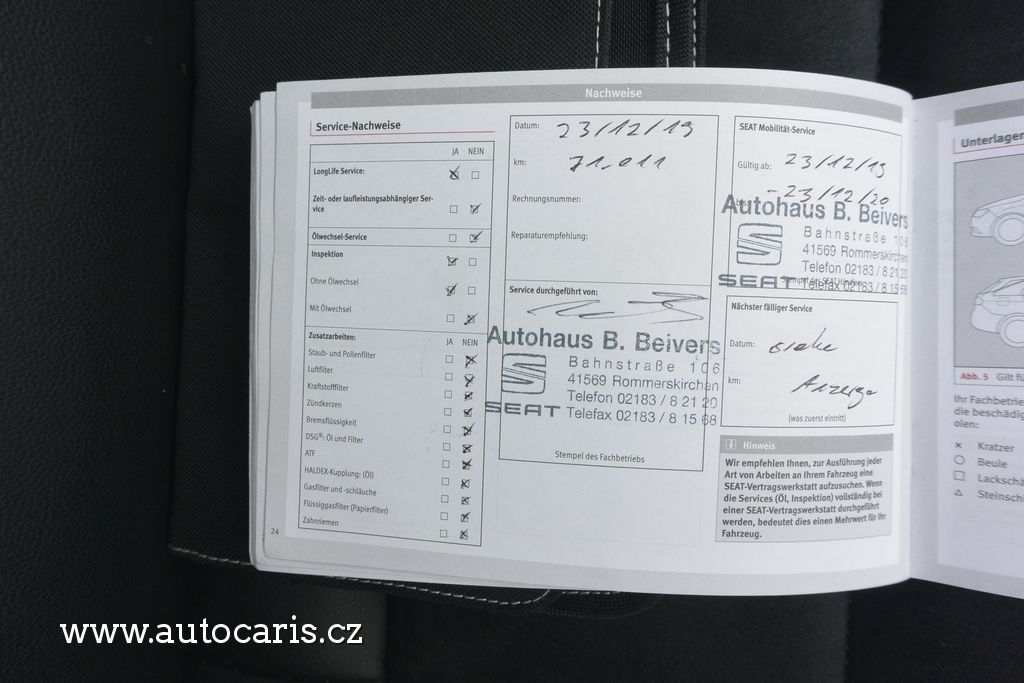 Nachweise
Service-Nachweise
JA NEIN
LongLife Service:
Zeit- oder laufleistungsabhängiger Ser-
vice
Ölwechsel-Service
Inspektion
Ohne Ölwechsel
Mit Ölwechsel
Zusatzarbeiten: JA NEIN
Staub- und Pollenfilter
Luftfilter
Kraftstofffilter
Zündkerzen
Bremsflüssigkeit
DSG®: Öl und Filter
ATF
HALDEX-Kupplung: (Öl)
Gasfilter und -schläuche
Flüssiggasfilter (Papierfilter)
Zahnriemen
24
Datum: 23/12/19
km: 71.011
Rechnungsnummer:
Reparaturempfehlung:
Service durchgeführt von:
Autohaus B. Beivers
Bahnstraße 106
41569 Rommerskirchen
Telefon 02183 / 8 21 20
SEAT Telefax 02183 / 8 15 68
Stempel des Fachbetriebs
SEAT Mobilität-Service
Gültig ab: 23/12/19
- 23/12/20
Autohaus B. Beivers
Bahnstraße 106
41569 Rommerskirchen
Telefon 02183 / 8 21 20
SEAT Telefax 02183 / 8 15 68
Nächster fälliger Service
Datum: siehe
km: Anzeige
(was zuerst eintritt)
Hinweis
Wir empfehlen Ihnen, zur Ausführung jeder
Art von Arbeiten an Ihrem Fahrzeug eine
SEAT-Vertragswerkstatt aufzusuchen. Wenn
die Services (Öl, Inspektion) vollständig bei
einer SEAT-Vertragswerkstatt durchgeführt
werden, bedeutet dies einen Mehrwert für Ihr
Fahrzeug.
Unterlagen
Abb. 5 Gilt fü
Ihr Fachbetrie
die beschädig
olen:
× Kratzer
Beule
Lackschä
Steinsch
www.autocaris.cz